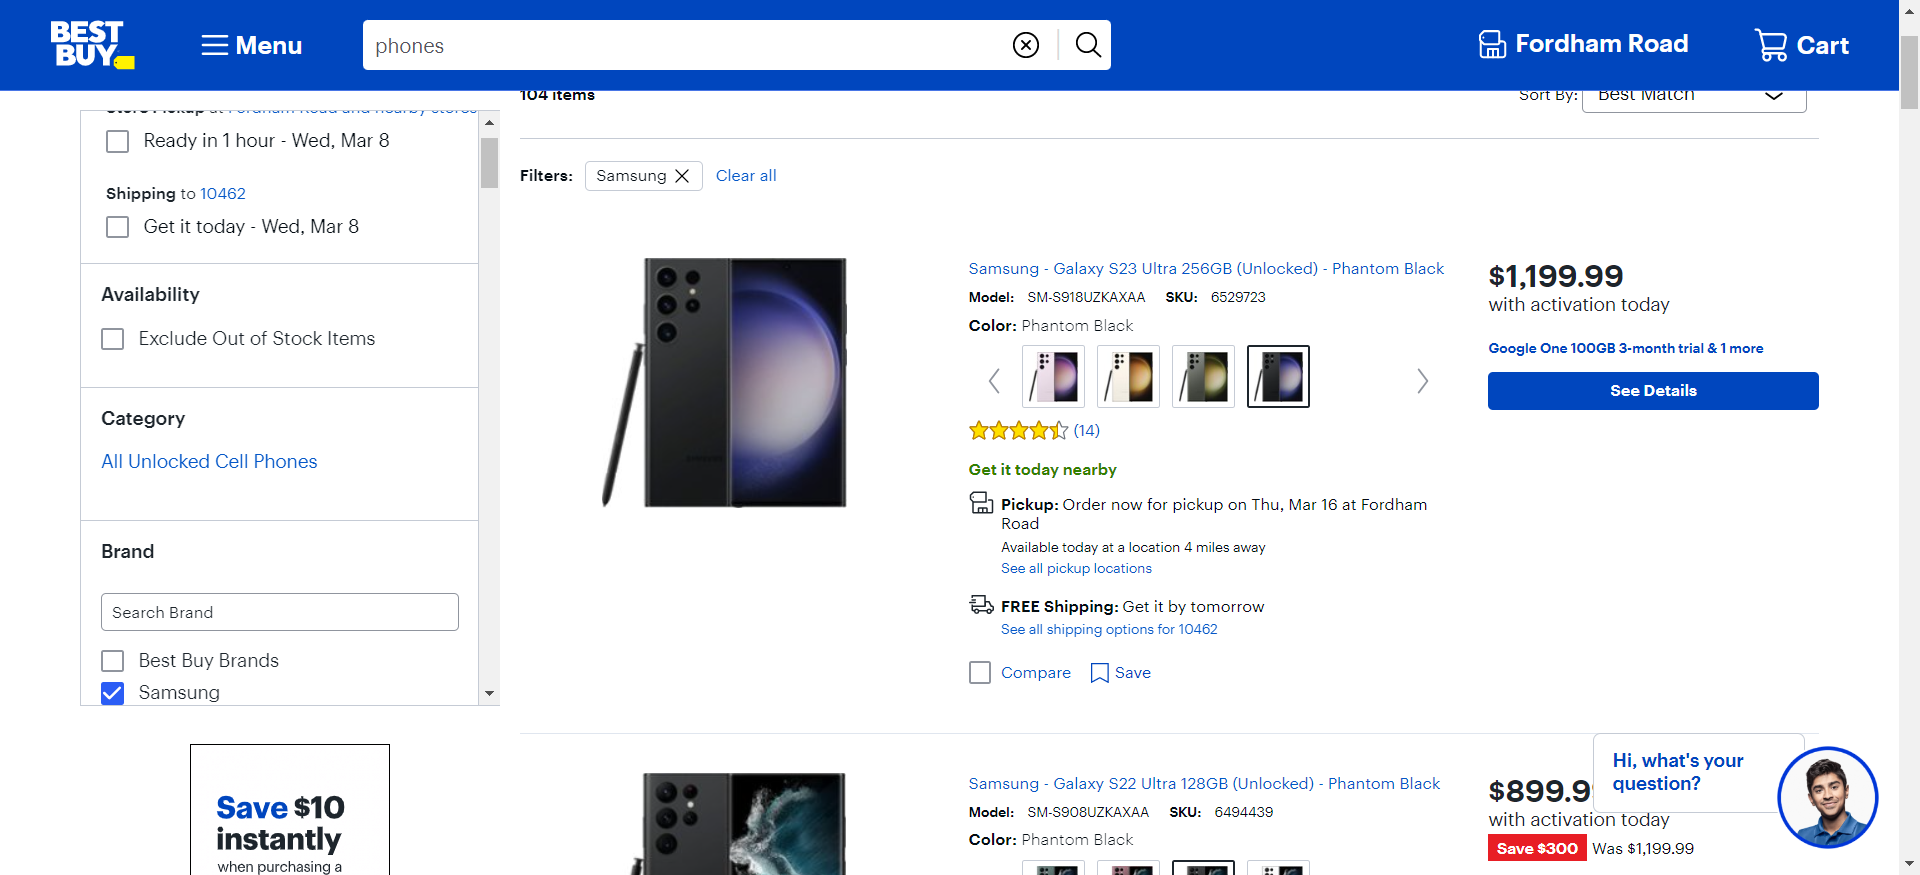 BEST
BUY
Menu
phones
Fordham Road
Cart
Store Pickup at Fordham Road and nearby stores
Ready in 1 hour - Wed, Mar 8
Shipping to 10462
Get it today - Wed, Mar 8
Availability
Exclude Out of Stock Items
Category
All Unlocked Cell Phones
Brand
Search Brand
Best Buy Brands
Samsung
Save $10
instantly
when purchasing a
104 items
Sort By: Best Match
Filters: Samsung Clear all
Samsung - Galaxy S23 Ultra 256GB (Unlocked) - Phantom Black
Model: SM-S918UZKAXAA SKU: 6529723
Color: Phantom Black
(14)
Get it today nearby
Pickup: Order now for pickup on Thu, Mar 16 at Fordham
Road
Available today at a location 4 miles away
See all pickup locations
FREE Shipping: Get it by tomorrow
See all shipping options for 10462
Compare Save
$1,199.99
with activation today
Google One 100GB 3-month trial & 1 more
See Details
Samsung - Galaxy S22 Ultra 128GB (Unlocked) - Phantom Black
Model: SM-S908UZKAXAA SKU: 6494439
Color: Phantom Black
$899.9
with activation today
Save $300 Was $1,199.99
Hi, what's your
question?